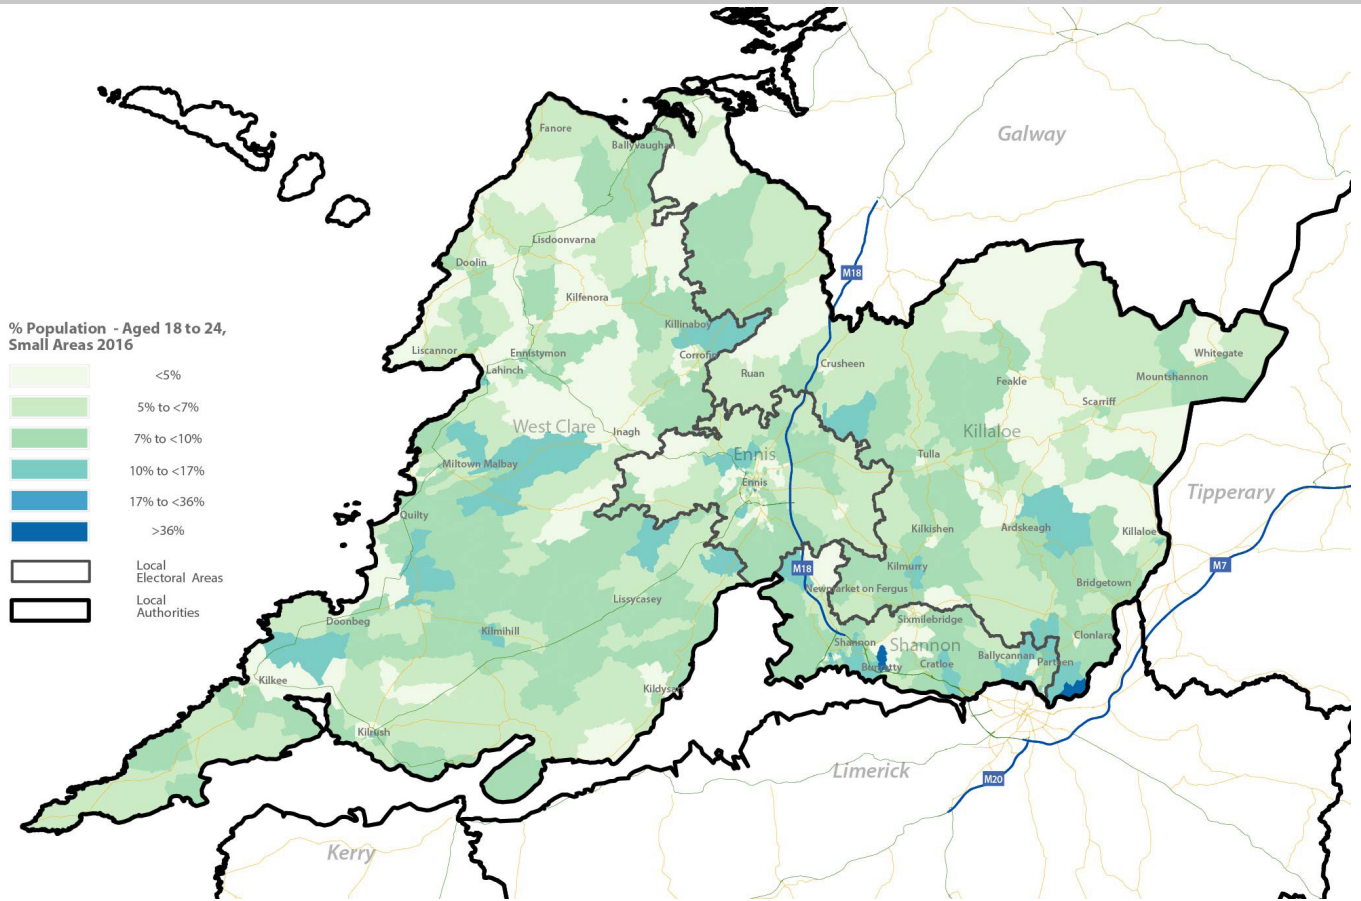 Galway
Fanore
Ballyvaughan
Lisdoonvarna
Doolin
M18
Kilfenora
% Population - Aged 18 to 24,
Small Areas 2016
<5%
5% to <7%
7% to <10%
10% to <17%
17% to <36%
>36%
Local
Electoral Areas
Local
Authorities
Killinaboy
Liscannor
Ennistymon
Corrofin
Lahinch
Ruan
Crusheen
Whitegate
Mountshannon
Feakle
Scarriff
West Clare
Inagh
Killaloe
Ennis
Tulla
Miltown Malbay
Ennis
Tipperary
Quilty
Kilkishen
Ardskeagh
Killaloe
M18
Kilmurry
M7
Newmarket on Fergus
Bridgetown
Lissycasey
Doonbeg
Kilmihill
Sixmilebridge
Clonlara
Shannon
Shannon
Ballycannan
Parteen
Bunratty
Cratloe
Kilkee
Kildysart
Kilrush
Limerick
M20
Kerry